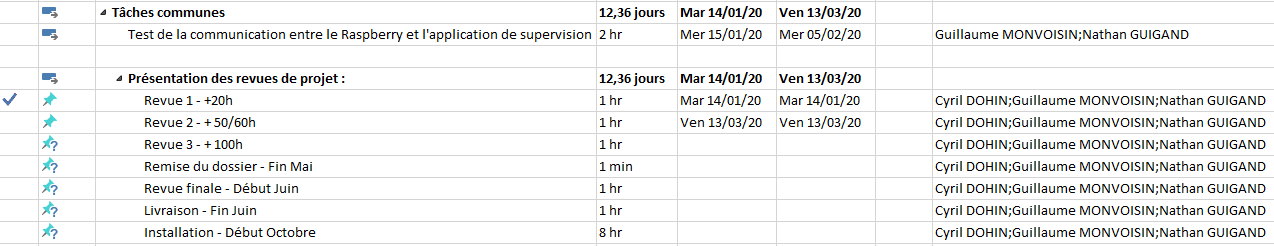 Tâches communes 12,36 jours Mar 14/01/20 Ven 13/03/20
Test de la communication entre le Raspberry et l'application de supervision 2 hr Mer 15/01/20 Mer 05/02/20 Guillaume MONVOISIN;Nathan GUIGAND
Présentation des revues de projet : 12,36 jours Mar 14/01/20 Ven 13/03/20
Revue 1 - +20h 1 hr Mar 14/01/20 Mar 14/01/20 Cyril DOHIN;Guillaume MONVOISIN;Nathan GUIGAND
Revue 2 - + 50/60h 1 hr Ven 13/03/20 Ven 13/03/20 Cyril DOHIN;Guillaume MONVOISIN;Nathan GUIGAND
Revue 3 - + 100h 1 hr Cyril DOHIN;Guillaume MONVOISIN;Nathan GUIGAND
Remise du dossier - Fin Mai 1 min Cyril DOHIN;Guillaume MONVOISIN;Nathan GUIGAND
Revue finale - Début Juin 1 hr Cyril DOHIN;Guillaume MONVOISIN;Nathan GUIGAND
Livraison - Fin Juin 1 hr Cyril DOHIN;Guillaume MONVOISIN;Nathan GUIGAND
Installation - Début Octobre 8 hr Cyril DOHIN;Guillaume MONVOISIN;Nathan GUIGAND